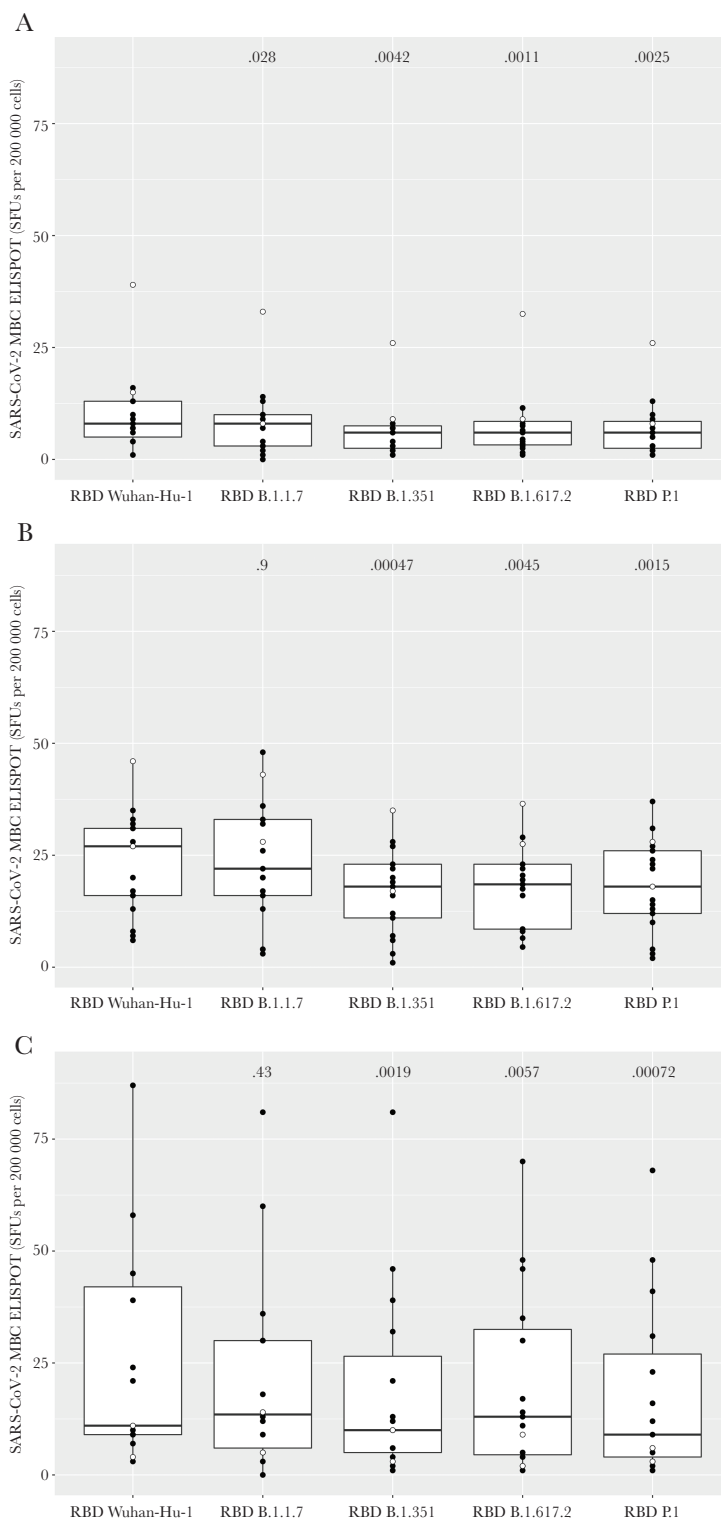 A
.028 .0042 .0011 .0025
SARS-CoV-2 MBC ELISPOT (SFUs per 200 000 cells)
75
50
25
0
RBD Wuhan-Hu-1 RBD B.1.1.7 RBD B.1.351 RBD B.1.617.2 RBD P.1
B
.9 .00047 .0045 .0015
SARS-CoV-2 MBC ELISPOT (SFUs per 200 000 cells)
75
50
25
0
RBD Wuhan-Hu-1 RBD B.1.1.7 RBD B.1.351 RBD B.1.617.2 RBD P.1
C
.43 .0019 .0057 .00072
SARS-CoV-2 MBC ELISPOT (SFUs per 200 000 cells)
75
50
25
0
RBD Wuhan-Hu-1 RBD B.1.1.7 RBD B.1.351 RBD B.1.617.2 RBD P.1